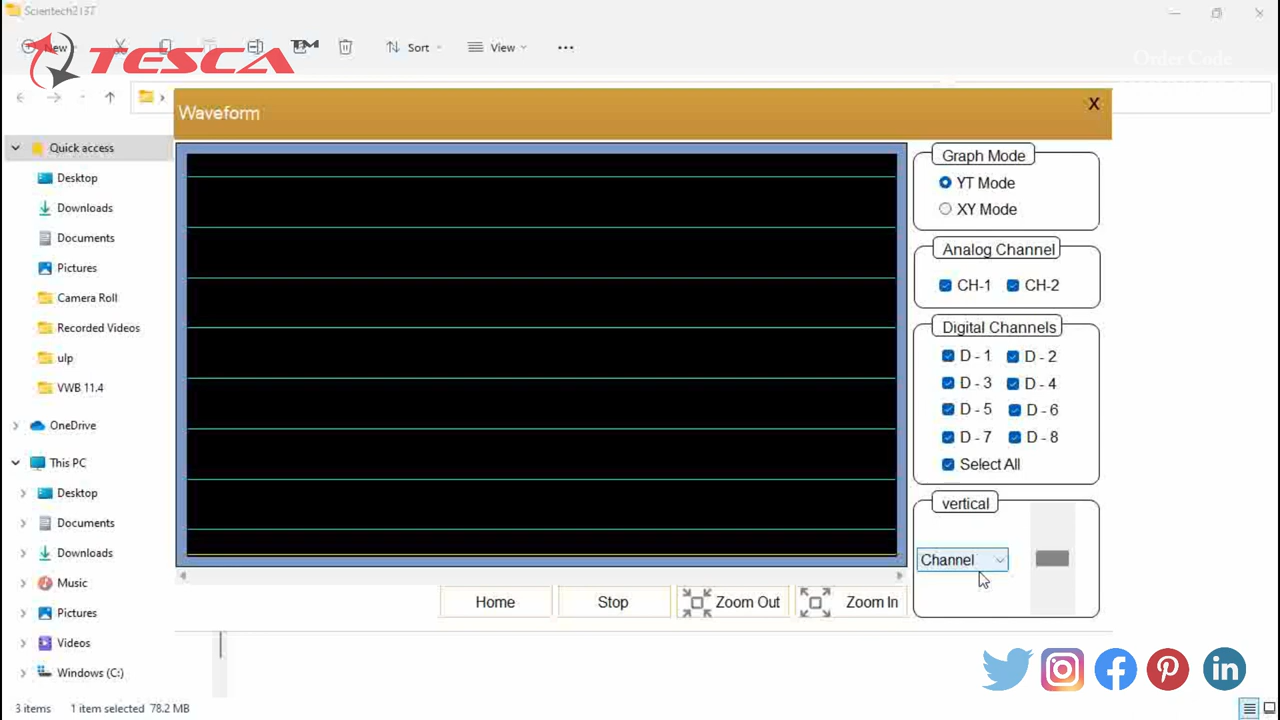 Scientech2137
New
Sort
View
TESCA™
Order Code
Waveform
X
Quick access
Desktop
Downloads
Documents
Pictures
Camera Roll
Recorded Videos
ulp
VWB 11.4
OneDrive
This PC
Desktop
Documents
Downloads
Music
Pictures
Videos
Windows (C:)
Graph Mode
YT Mode
XY Mode
Analog Channel
CH-1 CH-2
Digital Channels
D - 1 D - 2
D - 3 D - 4
D - 5 D - 6
D - 7 D - 8
Select All
vertical
Channel
Home Stop Zoom Out Zoom In
3 items 1 item selected 78.2 MB